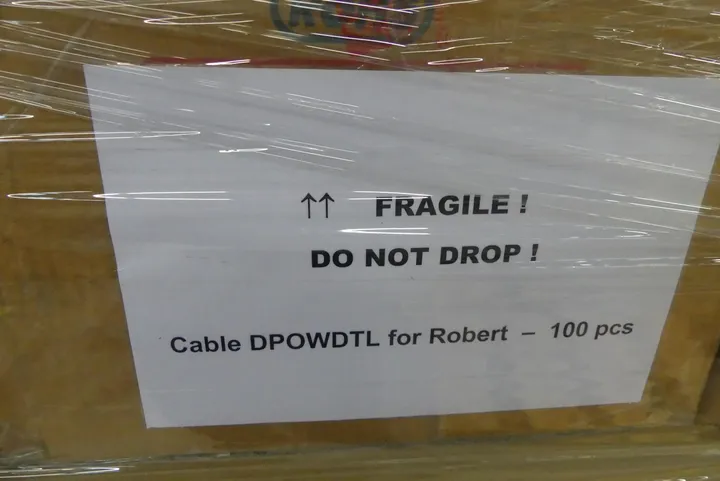 ↑↑ FRAGILE !
DO NOT DROP !
Cable DPOWDTL for Robert – 100 pcs